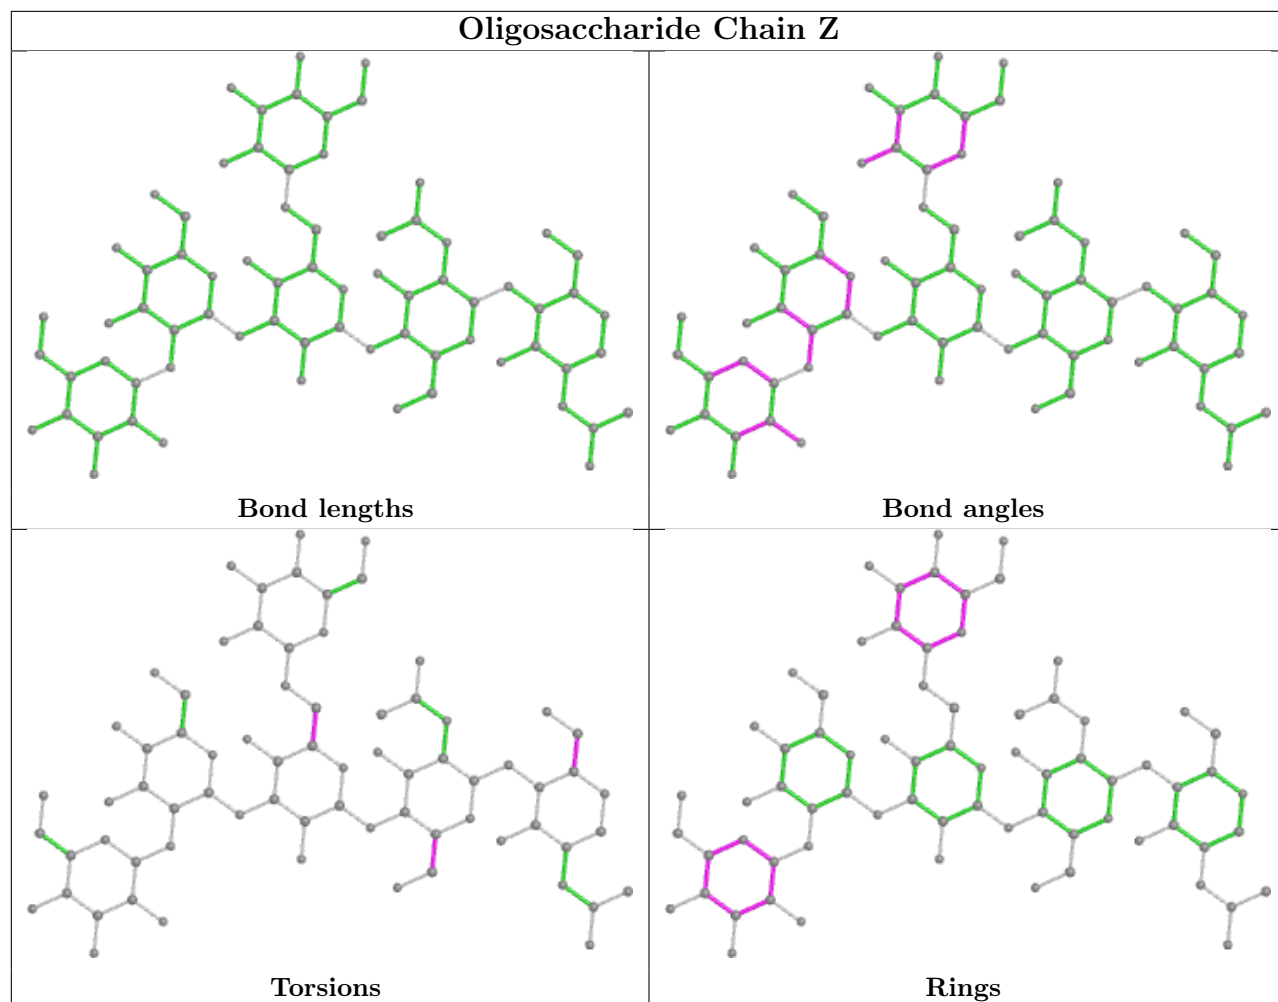 Oligosaccharide Chain Z
Bond lengths
Bond angles
Torsions
Rings